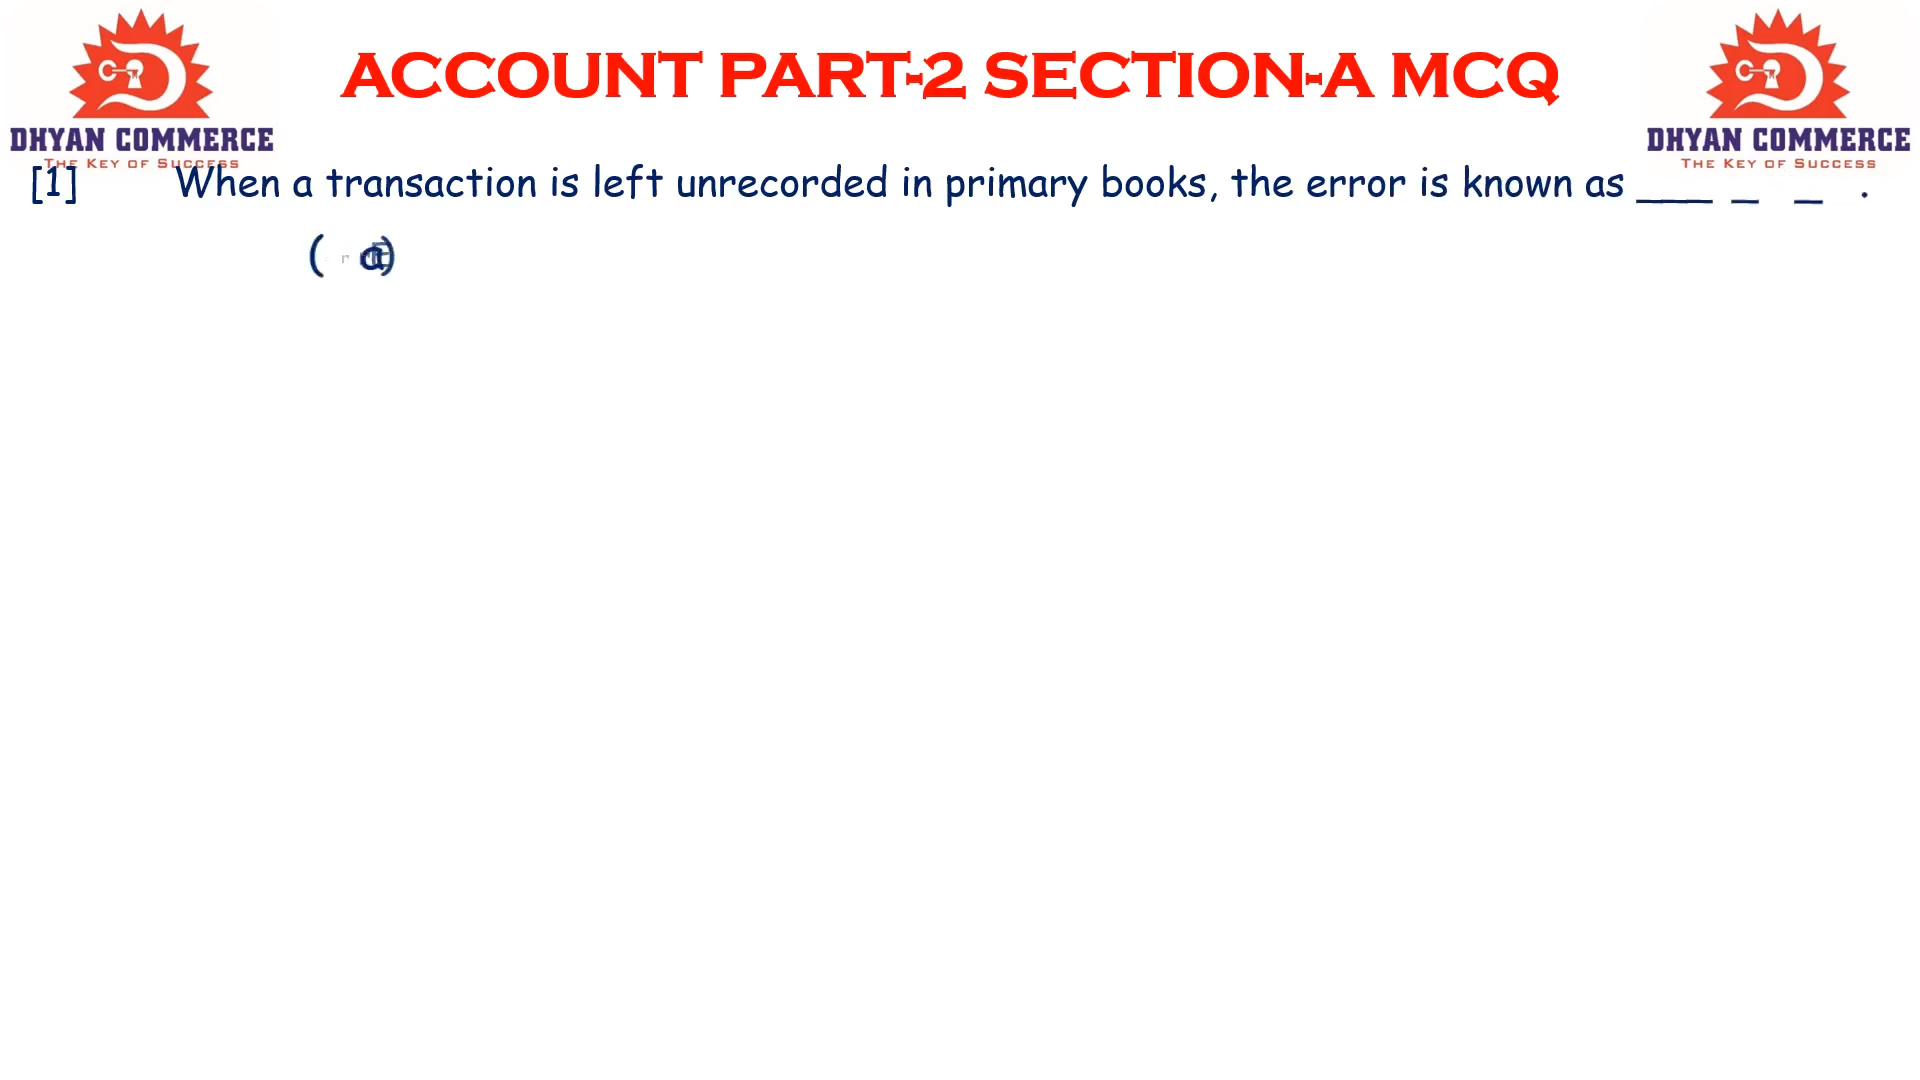 DHYAN COMMERCE
THE KEY OF SUCCESS
ACCOUNT PART-2 SECTION-A MCQ
DHYAN COMMERCE
THE KEY OF SUCCESS
[1] When a transaction is left unrecorded in primary books, the error is known as ___ _ _ .
(a)